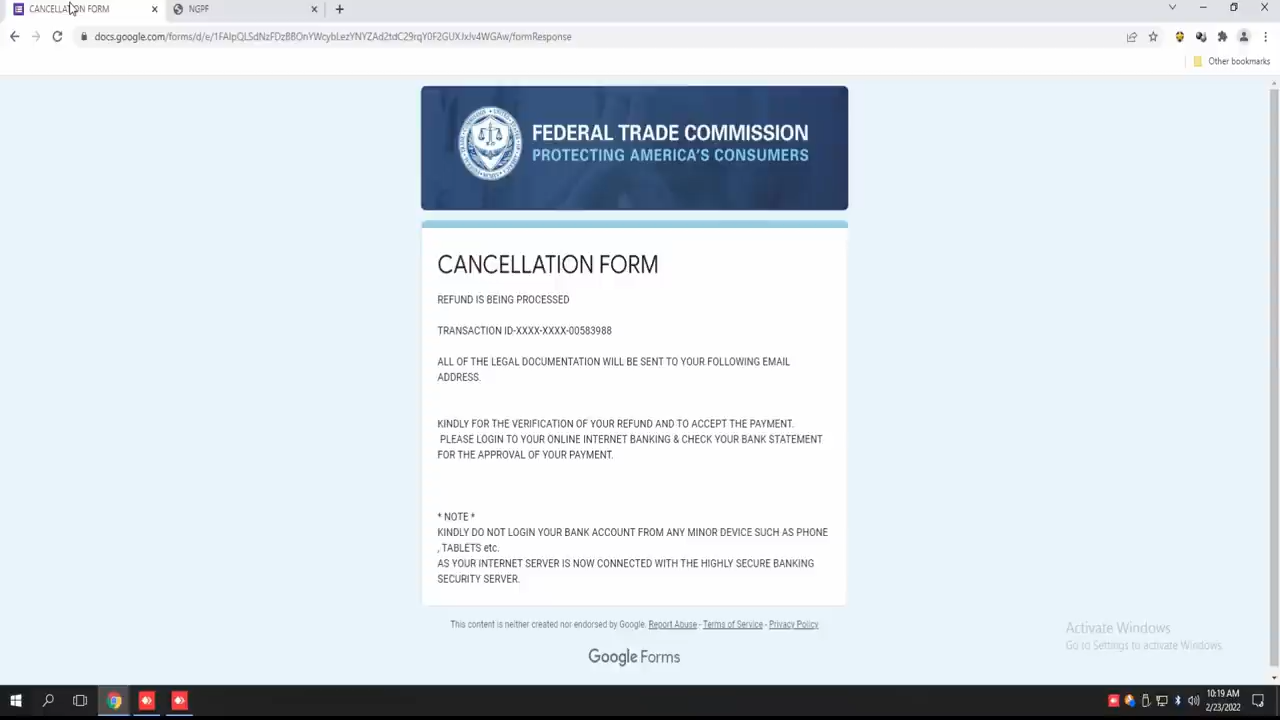 CANCELLATION FORM
NGPF
docs.google.com/forms/d/e/1FAIpQLSdNzFDzBBOnYWcybLezYNYZAd2tdC29rqY0F2GUXJxJv4WGAw/formResponse
Other bookmarks
FEDERAL TRADE COMMISSION
PROTECTING AMERICA'S CONSUMERS
CANCELLATION FORM
REFUND IS BEING PROCESSED
TRANSACTION ID-XXXX-XXXX-00583988
ALL OF THE LEGAL DOCUMENTATION WILL BE SENT TO YOUR FOLLOWING EMAIL
ADDRESS.
KINDLY FOR THE VERIFICATION OF YOUR REFUND AND TO ACCEPT THE PAYMENT.
PLEASE LOGIN TO YOUR ONLINE INTERNET BANKING & CHECK YOUR BANK STATEMENT
FOR THE APPROVAL OF YOUR PAYMENT.
* NOTE *
KINDLY DO NOT LOGIN YOUR BANK ACCOUNT FROM ANY MINOR DEVICE SUCH AS PHONE
, TABLETS etc.
AS YOUR INTERNET SERVER IS NOW CONNECTED WITH THE HIGHLY SECURE BANKING
SECURITY SERVER.
This content is neither created nor endorsed by Google. Report Abuse - Terms of Service - Privacy Policy
Google Forms
Activate Windows
Go to Settings to activate Windows.
10:19 AM
2/23/2022